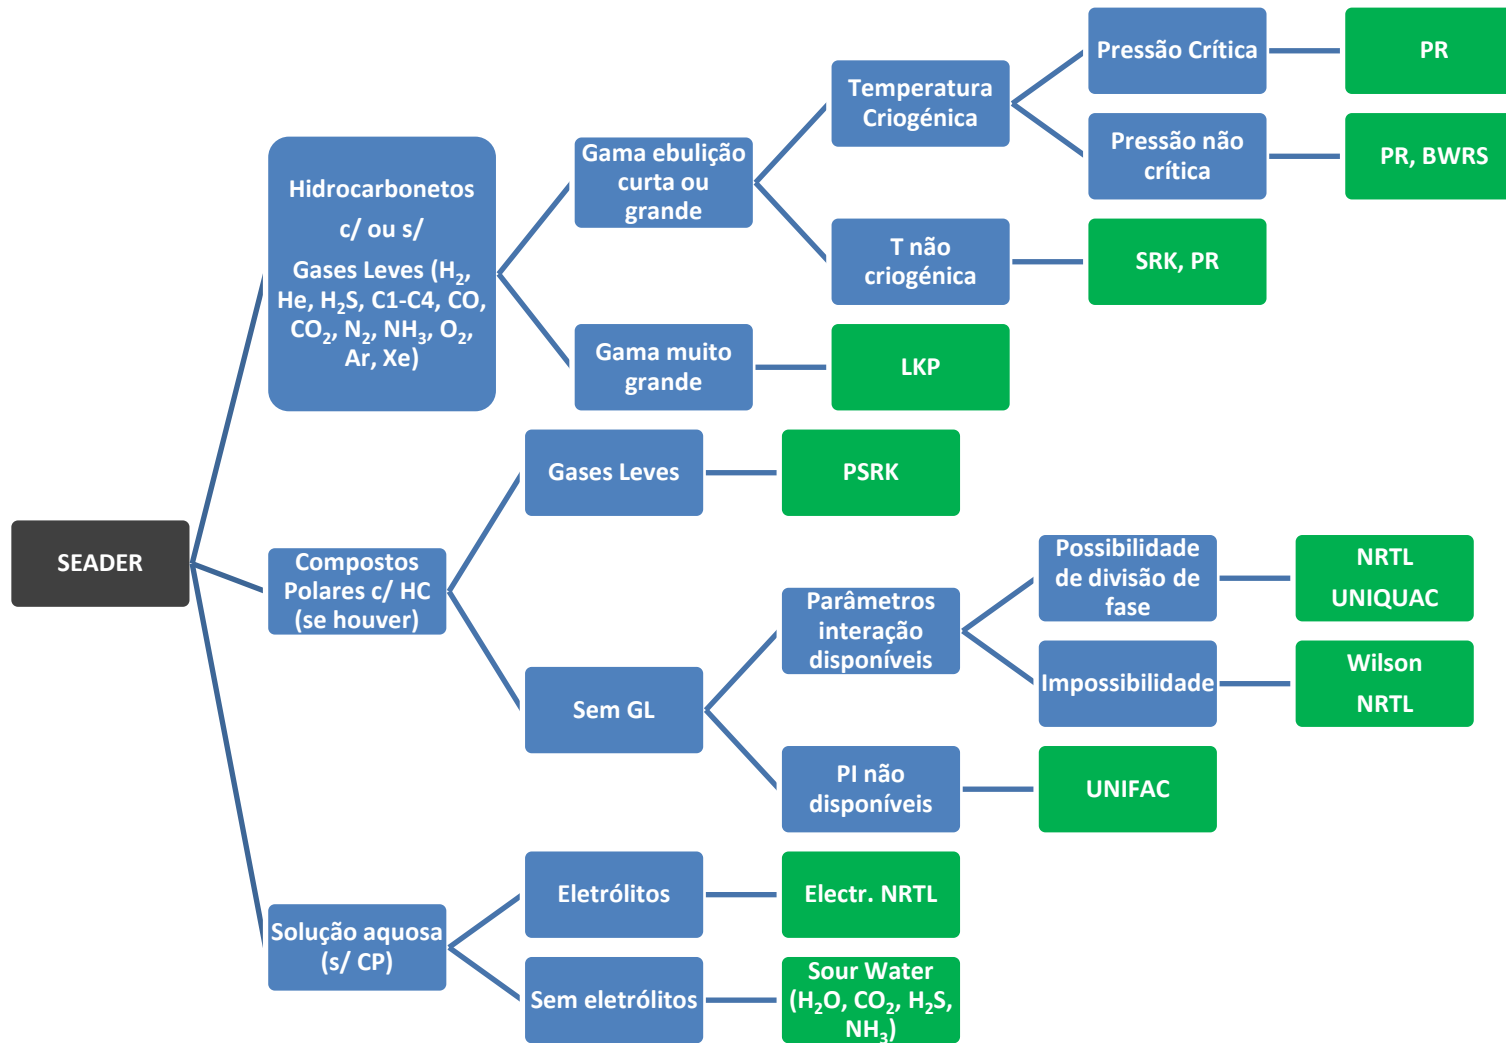 SEADER
Hidrocarbonetos
c/ ou s/
Gases Leves (H₂,
He, H₂S, C1-C4, CO,
CO₂, N₂, NH₃, O₂,
Ar, Xe)
Gama ebulição
curta ou
grande
Temperatura
Criogénica
Pressão Crítica
PR
Pressão não
crítica
PR, BWRS
T não
criogénica
SRK, PR
Gama muito
grande
LKP
Compostos
Polares c/ HC
(se houver)
Gases Leves
PSRK
Sem GL
Parâmetros
interação
disponíveis
Possibilidade
de divisão de
fase
NRTL
UNIQUAC
Impossibilidade
Wilson
NRTL
PI não
disponíveis
UNIFAC
Solução aquosa
(s/ CP)
Eletrólitos
Electr. NRTL
Sem eletrólitos
Sour Water
(H₂O, CO₂, H₂S,
NH₃)